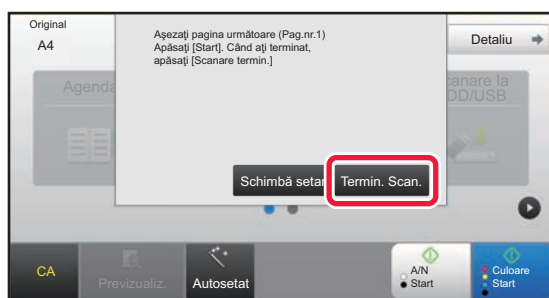 Original
A4
Aşezaţi pagina următoare (Pag.nr.1)
Apăsaţi [Start]. Când aţi terminat,
apăsaţi [Scanare termin.]
Detaliu
Agenda
canare la
DD/USB
Schimbă setar
Termin. Scan.
CA
Previzualiz.
Autosetat
A/N
Start
Culoare
Start